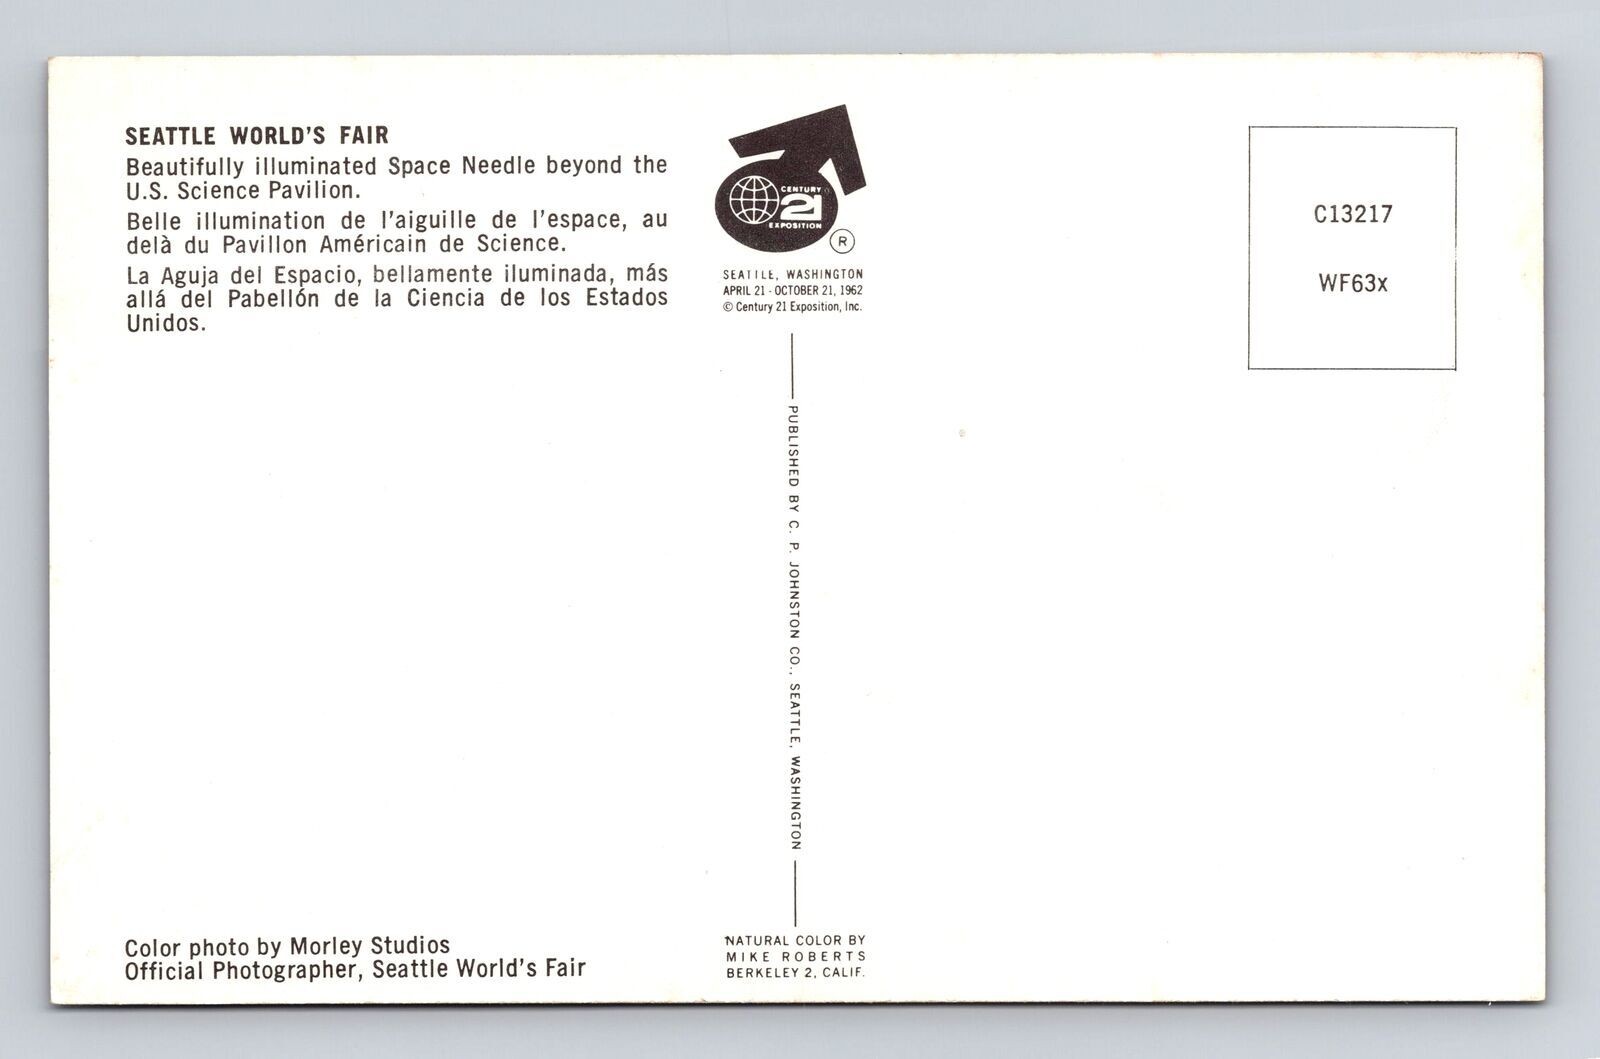 SEATTLE WORLD'S FAIR
Beautifully illuminated Space Needle beyond the
U.S. Science Pavilion.
Belle illumination de l'aiguille de l'espace, au
delà du Pavillon Américain de Science.
La Aguja del Espacio, bellamente iluminada, más
allá del Pabellón de la Ciencia de los Estados
Unidos.
CENTURY
21
EXPOSITION
®
SEATTLE, WASHINGTON
APRIL 21 - OCTOBER 21, 1962
© Century 21 Exposition, Inc.
PUBLISHED BY C. P. JOHNSTON CO., SEATTLE, WASHINGTON
C13217
WF63x
Color photo by Morley Studios
Official Photographer, Seattle World's Fair
NATURAL COLOR BY
MIKE ROBERTS
BERKELEY 2, CALIF.